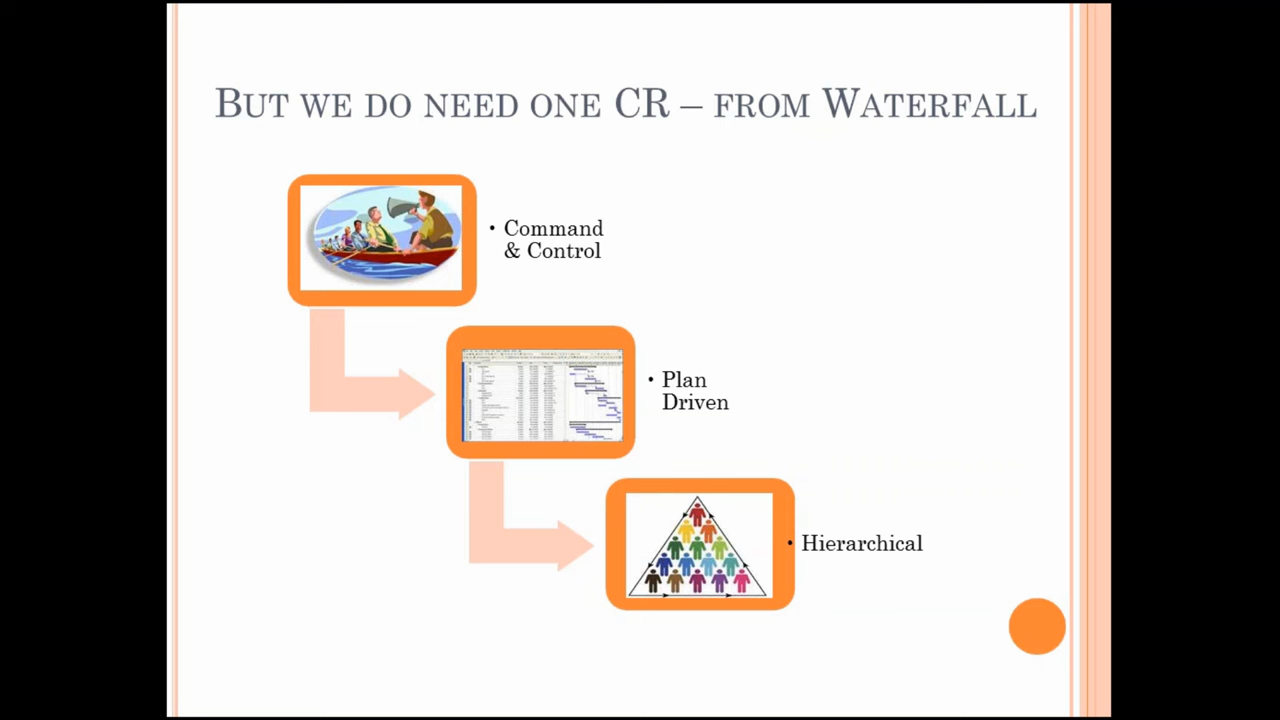 BUT WE DO NEED ONE CR – FROM WATERFALL
• Command
& Control
• Plan
Driven
• Hierarchical